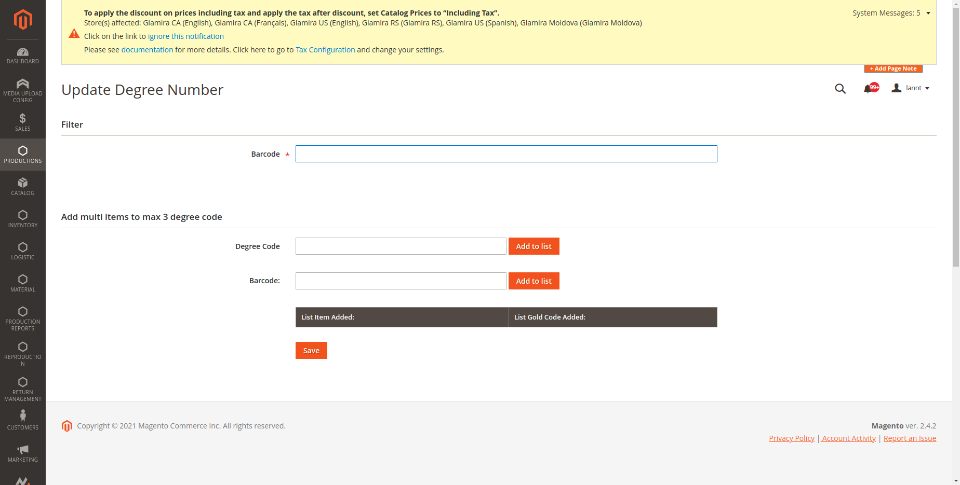 To apply the discount on prices including tax and apply the tax after discount, set Catalog Prices to "Including Tax".
Store(s) affected: Glamira CA (English), Glamira CA (Français), Glamira US (English), Glamira RS (Glamira RS), Glamira US (Spanish), Glamira Moldova (Glamira Moldova)
Click on the link to ignore this notification
Please see documentation for more details. Click here to go to Tax Configuration and change your settings.
System Messages: 5
+ Add Page Note
Update Degree Number
99+
lannt
Filter
Barcode *
Add multi items to max 3 degree code
Degree Code
Add to list
Barcode:
Add to list
List Item Added:
List Gold Code Added:
Save
DASHBOARD
MEDIA UPLOAD
CONFIG
SALES
PRODUCTIONS
CATALOG
INVENTORY
LOGISTIC
MATERIAL
PRODUCTION
REPORTS
REPRODUCTIO
N
RETURN
MANAGEMENT
CUSTOMERS
MARKETING
Copyright © 2021 Magento Commerce Inc. All rights reserved.
Magento ver. 2.4.2
Privacy Policy | Account Activity | Report an Issue